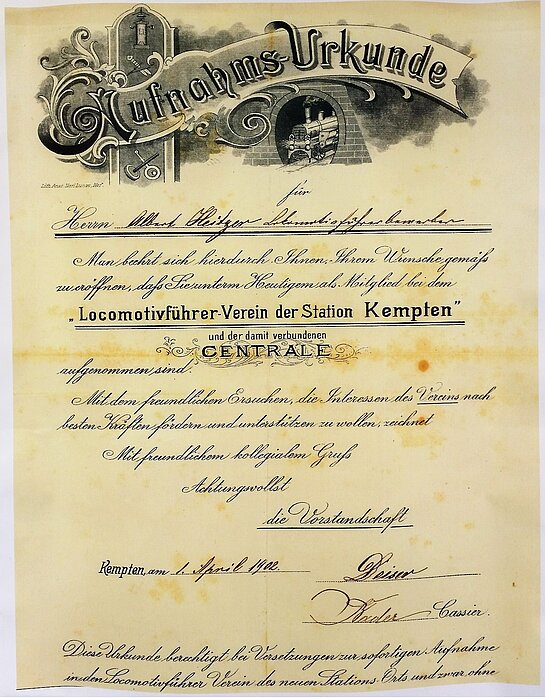 Aufnahms-Urkunde
für
Herrn Albert Heitzer Lokomotivführerbewerber
Man beehrt sich hierdurch Ihnen, Ihrem Wunsche gemäss
zu eröffnen, dass Sie unterm Heutigem als Mitglied bei dem
„Locomotivführer-Verein der Station Kempten"
und der damit verbundenen
CENTRALE
aufgenommen sind.
Mit dem freundlichen Ersuchen, die Interessen des Vereins nach
besten Kräften fördern und unterstützen zu wollen, zeichnet
Mit freundlichem kollegialem Gruss
Achtungsvollst
die Vorstandschaft
Kempten, am 1. April 1902.
Deiser
Kader Cassier.
Diese Urkunde berechtigt bei Versetzungen zur sofortigen Aufnahme
in den Locomotivführer Verein des neuen Stations-Orts und zwar, ohne